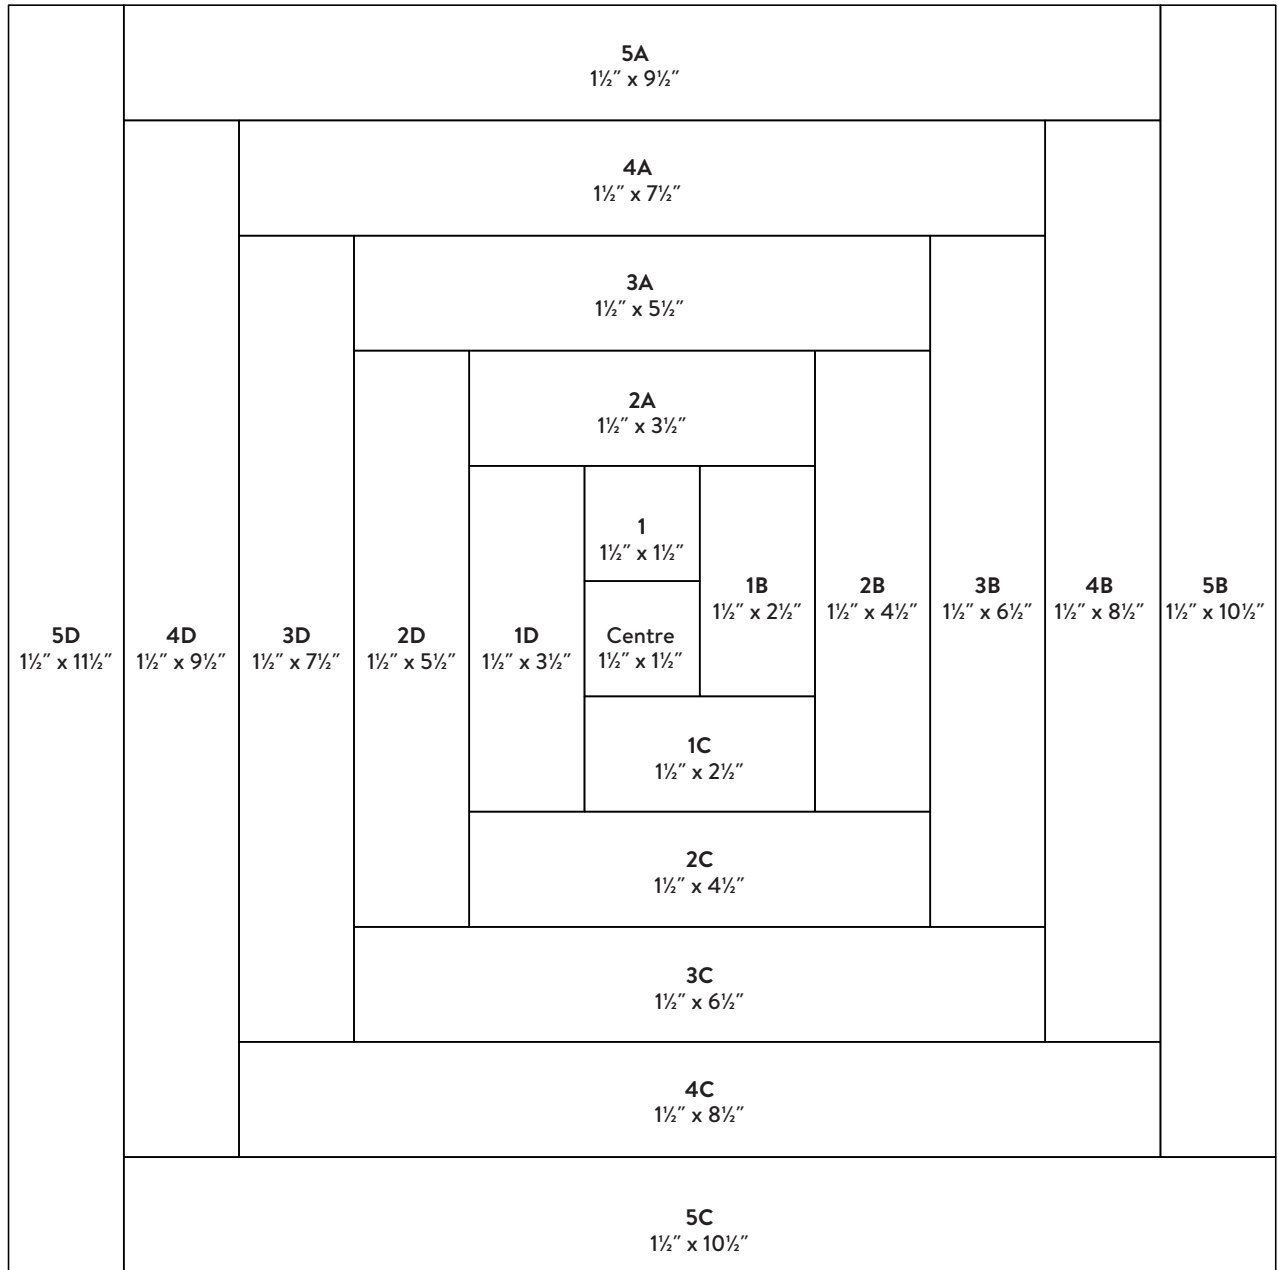 5A
1½” x 9½”
4A
1½” x 7½”
3A
1½” x 5½”
2A
1½” x 3½”
1
1½” x 1½”
1B
1½” x 2½”
2B
1½” x 4½”
3B
1½” x 6½”
4B
1½” x 8½”
5B
1½” x 10½”
5D
1½” x 11½”
4D
1½” x 9½”
3D
1½” x 7½”
2D
1½” x 5½”
1D
1½” x 3½”
Centre
1½” x 1½”
1C
1½” x 2½”
2C
1½” x 4½”
3C
1½” x 6½”
4C
1½” x 8½”
5C
1½” x 10½”